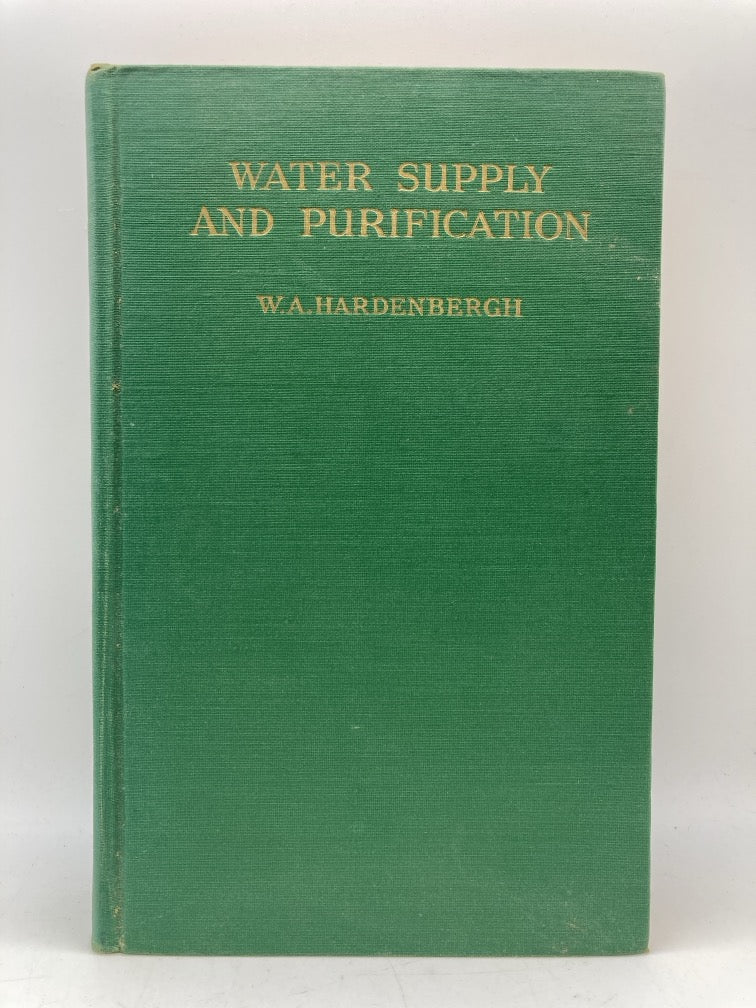 WATER SUPPLY
AND PURIFICATION
W.A.HARDENBERGH